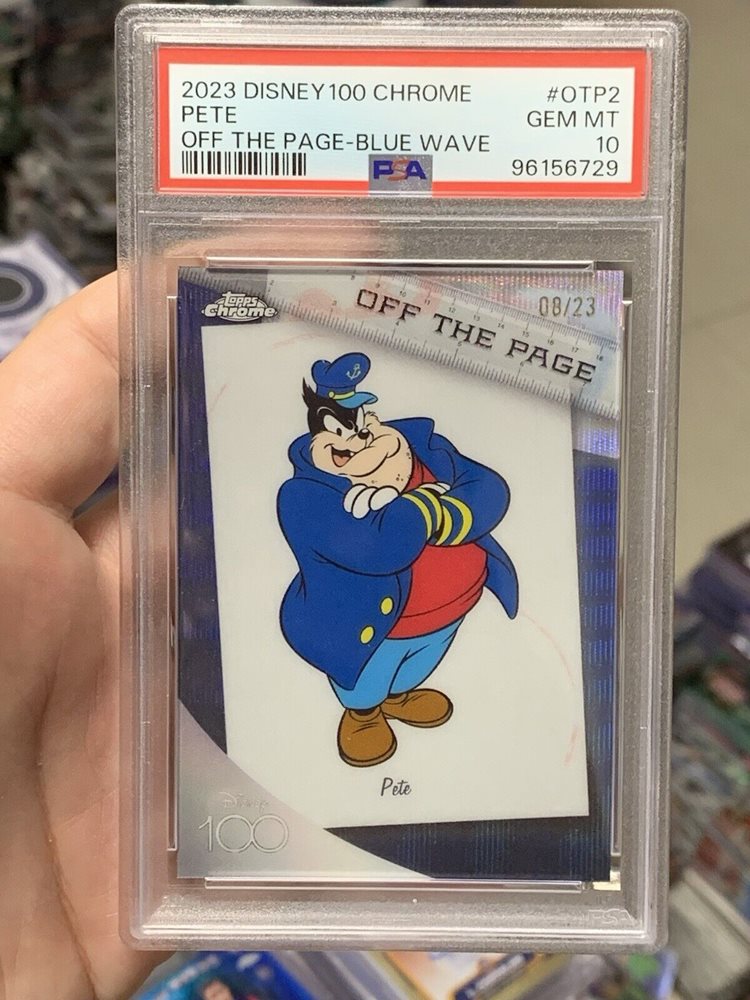 2023 DISNEY100 CHROME #OTP2
PETE GEM MT
OFF THE PAGE-BLUE WAVE 10
PSA 96156729
Topps Chrome
OFF THE PAGE
08/23
Pete
Disney
100